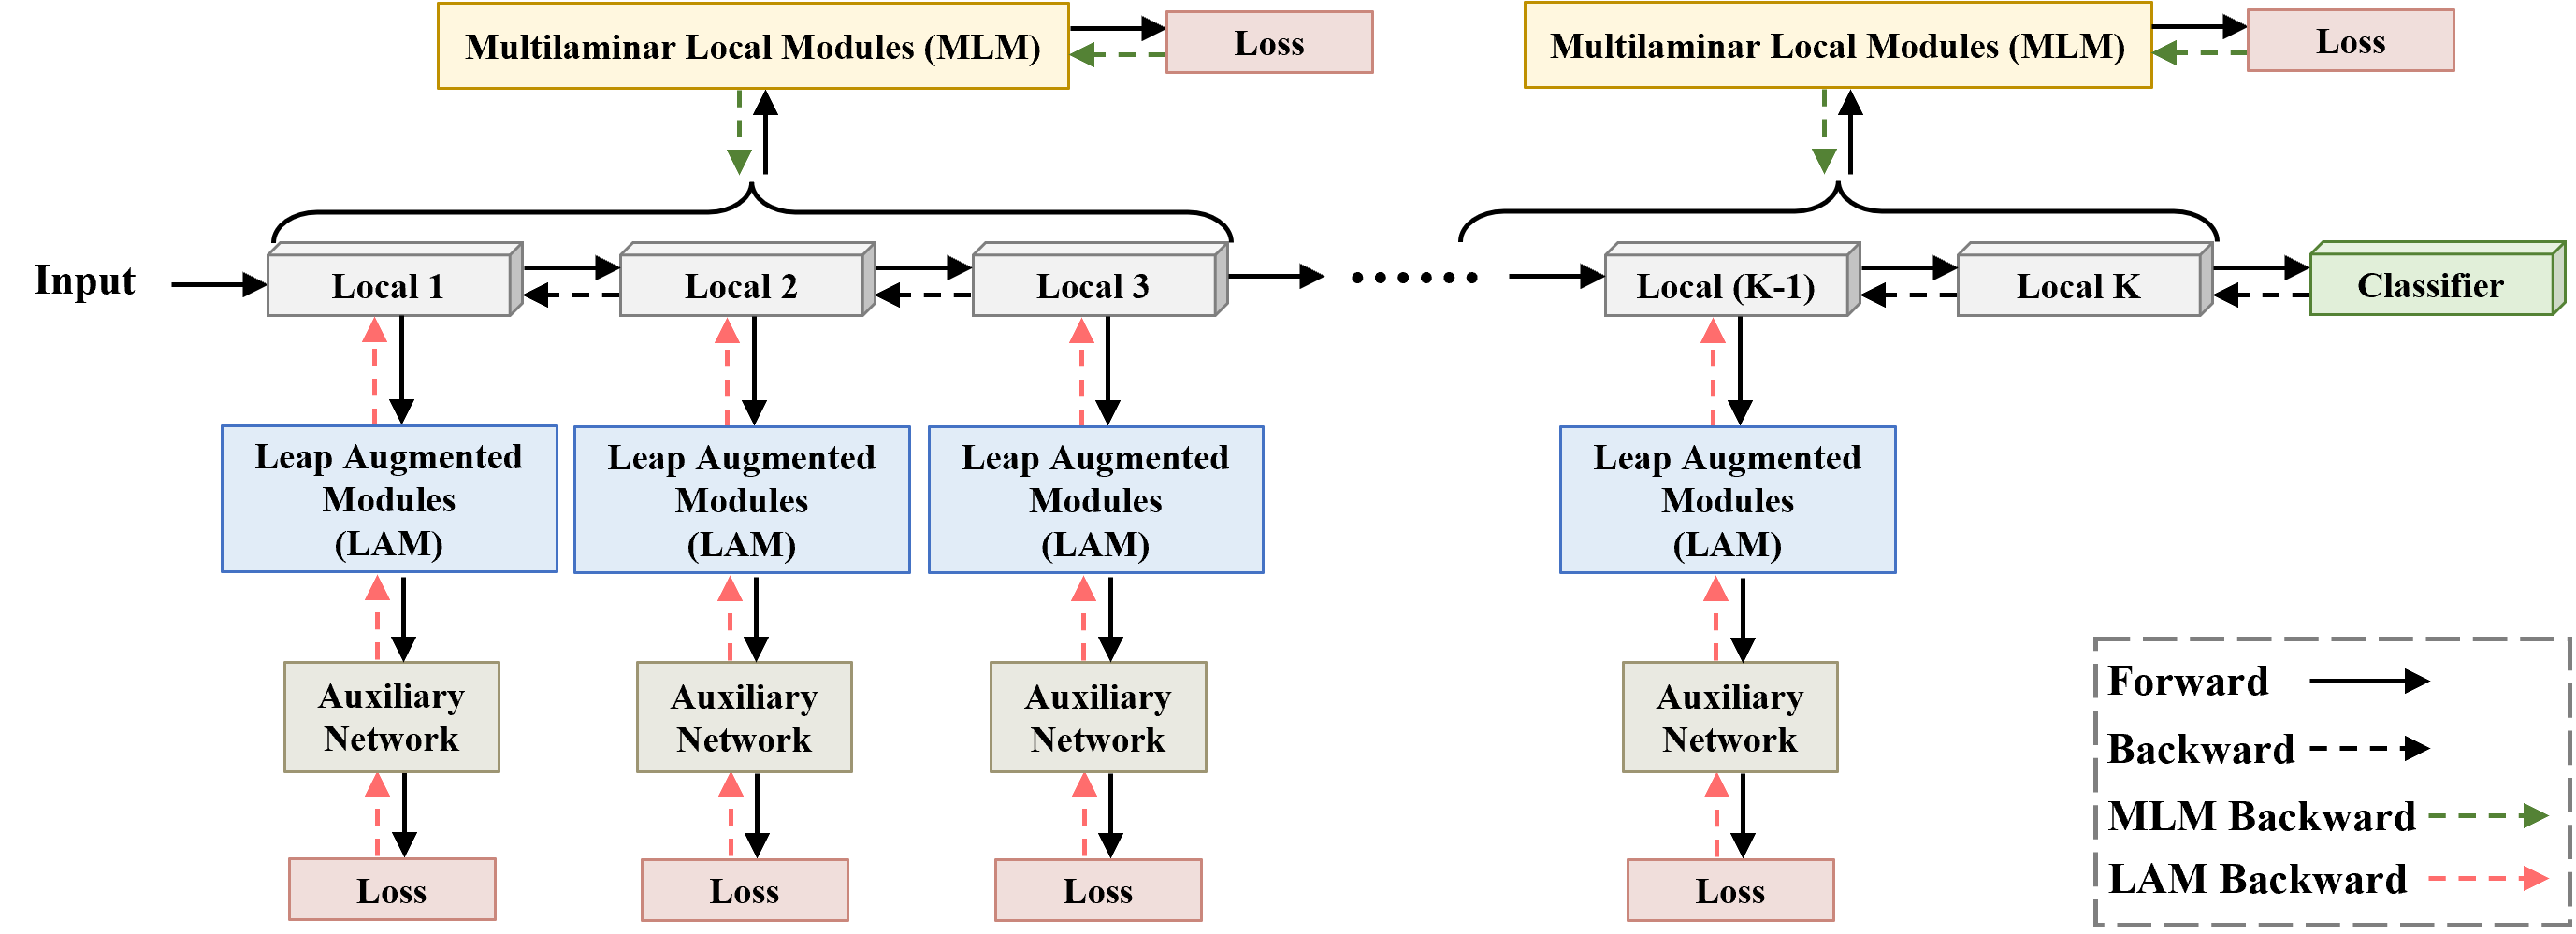 Multilaminar Local Modules (MLM)
Loss
Multilaminar Local Modules (MLM)
Loss
Input
Local 1
Local 2
Local 3
Local (K-1)
Local K
Classifier
Leap Augmented
Modules
(LAM)
Leap Augmented
Modules
(LAM)
Leap Augmented
Modules
(LAM)
Leap Augmented
Modules
(LAM)
Auxiliary
Network
Auxiliary
Network
Auxiliary
Network
Auxiliary
Network
Loss
Loss
Loss
Loss
Forward
Backward
MLM Backward
LAM Backward